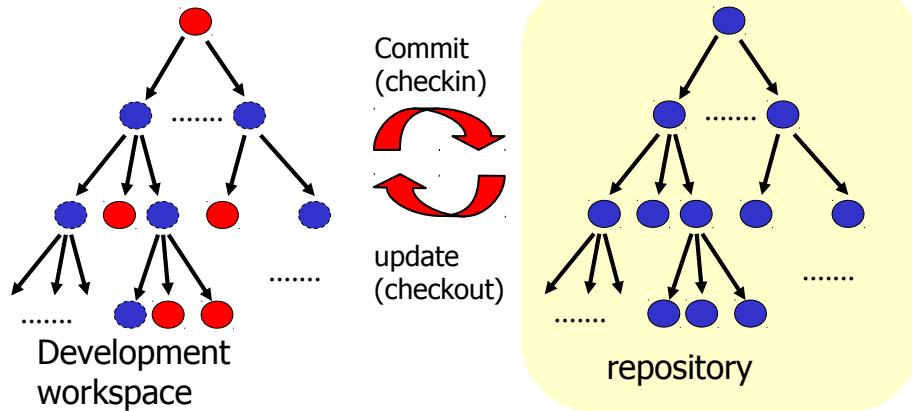 Commit
(checkin)
.......
.......
update
(checkout)
.......
.......
.......
.......
Development
workspace
repository